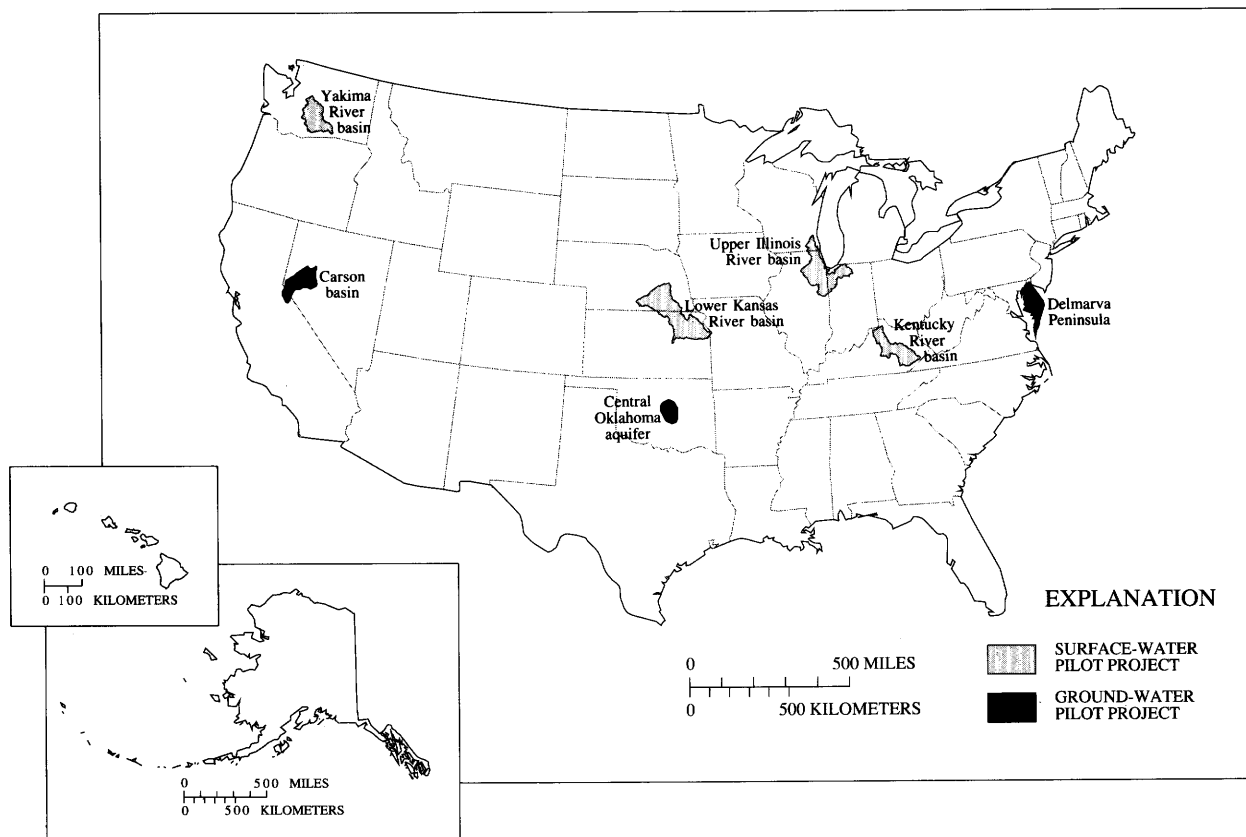 Yakima
River
basin
Upper Illinois
River basin
Carson
basin
Lower Kansas
River basin
Delmarva
Peninsula
Kentucky
River
basin
Central
Oklahoma
aquifer
0 100 MILES
0 100 KILOMETERS
EXPLANATION
SURFACE-WATER
PILOT PROJECT
GROUND-WATER
PILOT PROJECT
0 500 MILES
0 500 KILOMETERS
0 500 MILES
0 500 KILOMETERS